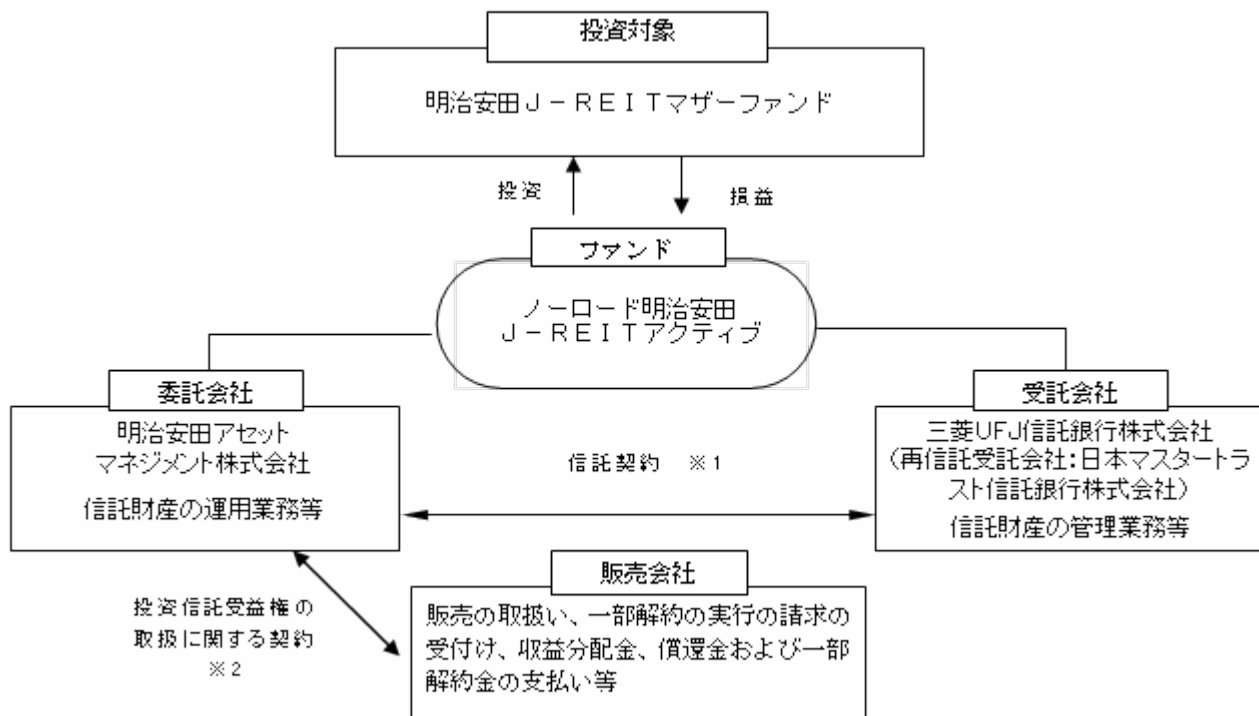 投資対象
明治安田J－REITマザーファンド
投資
損益
ファンド
ノーロード明治安田
J－REITアクティブ
委託会社
明治安田アセット
マネジメント株式会社
信託財産の運用業務等
信託契約　※1
受託会社
三菱UFJ信託銀行株式会社
(再信託受託会社:日本マスタートラ
スト信託銀行株式会社)
信託財産の管理業務等
投資信託受益権の
取扱に関する契約
※2
販売会社
販売の取扱い、一部解約の実行の請求の
受付け、収益分配金、償還金および一部
解約金の支払い等